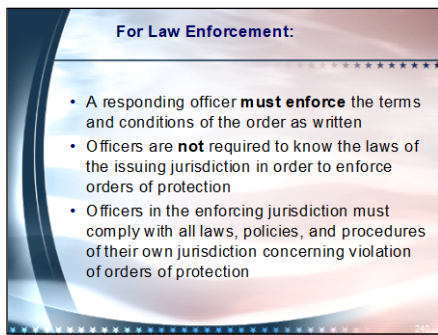 For Law Enforcement:
• A responding officer must enforce the terms
and conditions of the order as written
• Officers are not required to know the laws of
the issuing jurisdiction in order to enforce
orders of protection
• Officers in the enforcing jurisdiction must
comply with all laws, policies, and procedures
of their own jurisdiction concerning violation
of orders of protection